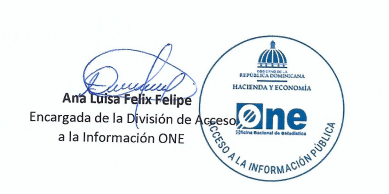 Ana Luisa Felix Felipe
Encargada de la División de Acceso
a la Información ONE
REPÚBLICA DOMINICANA
HACIENDA Y ECONOMÍA
One
Oficina Nacional de Estadística
ACCESO A LA INFORMACIÓN PÚBLICA